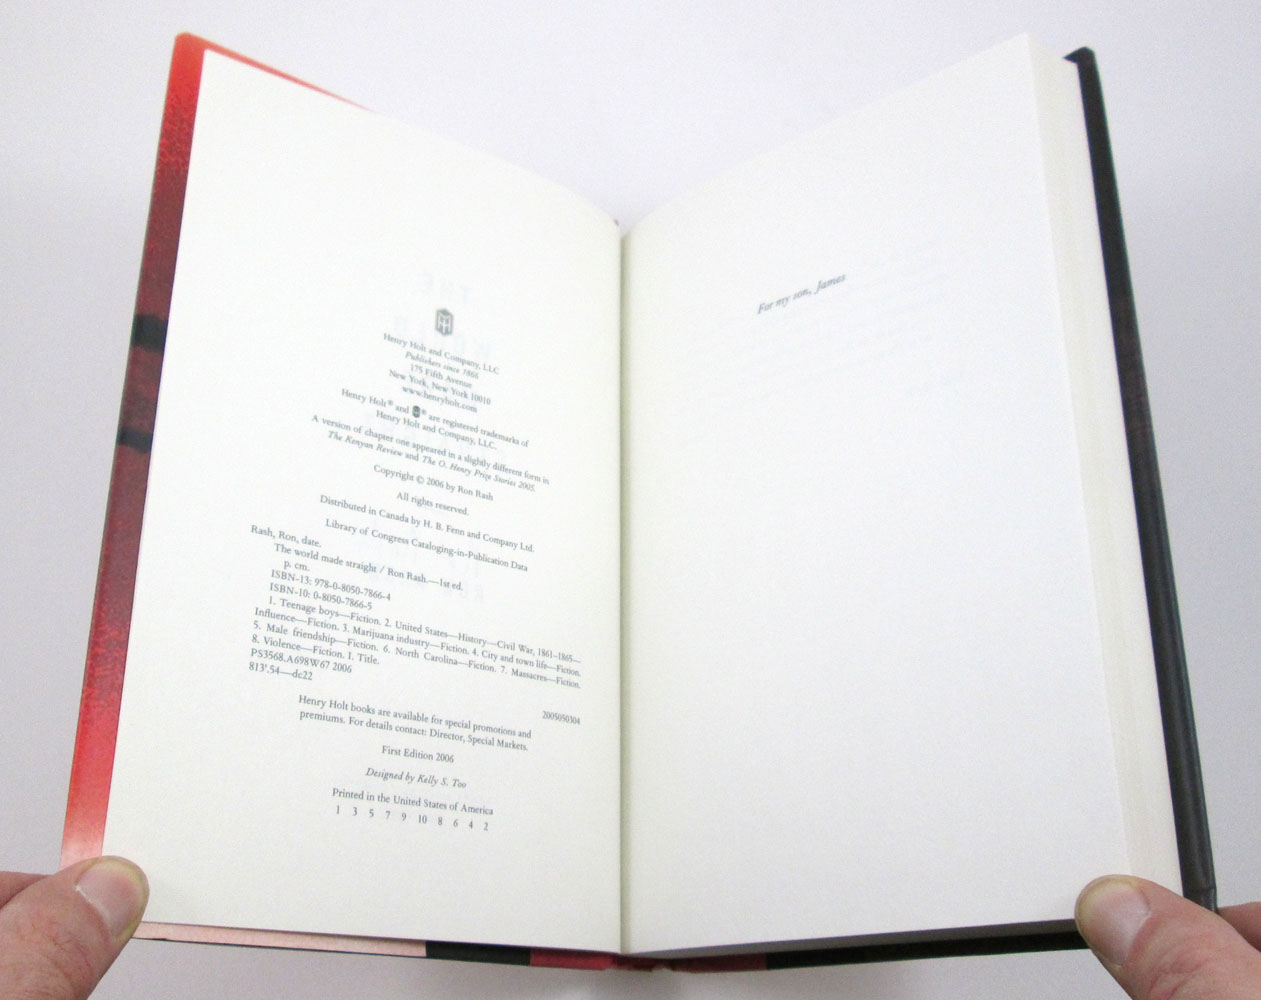 Henry Holt and Company, LLC
Publishers since 1866
175 Fifth Avenue
New York, New York 10010
www.henryholt.com
Henry Holt® and ® are registered trademarks of
Henry Holt and Company, LLC.
A version of chapter one appeared in a slightly different form in
The Kenyon Review and The O. Henry Prize Stories 2005.
Copyright © 2006 by Ron Rash
All rights reserved.
Distributed in Canada by H. B. Fenn and Company Ltd.
Library of Congress Cataloging-in-Publication Data
Rash, Ron, date.
The world made straight / Ron Rash.—1st ed.
p. cm.
ISBN-13: 978-0-8050-7866-4
ISBN-10: 0-8050-7866-5
1. Teenage boys—Fiction. 2. United States—History—Civil War, 1861–1865—
Influence—Fiction. 3. Marijuana industry—Fiction. 4. City and town life—Fiction.
5. Male friendship—Fiction. 6. North Carolina—Fiction. 7. Massacres—Fiction.
8. Violence—Fiction. I. Title.
PS3568.A698W67 2006
813'.54—dc22
2005050304
Henry Holt books are available for special promotions and
premiums. For details contact: Director, Special Markets.
First Edition 2006
Designed by Kelly S. Too
Printed in the United States of America
1 3 5 7 9 10 8 6 4 2
For my son, James